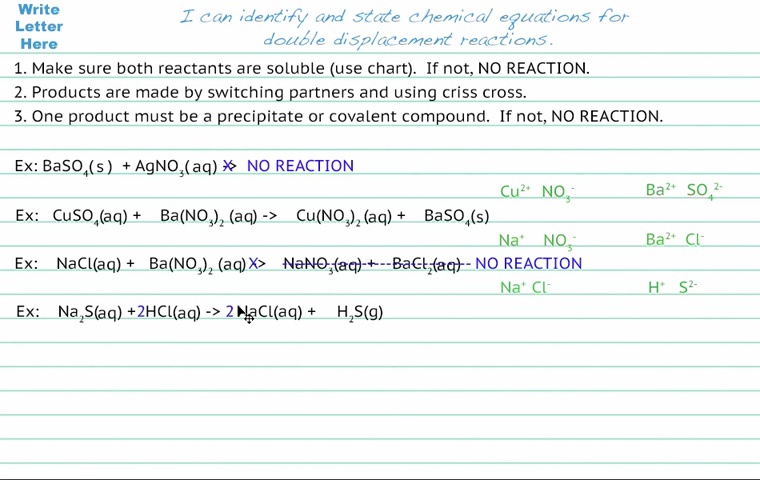 Write
Letter
Here
I can identify and state chemical equations for
double displacement reactions.
1. Make sure both reactants are soluble (use chart). If not, NO REACTION.
2. Products are made by switching partners and using criss cross.
3. One product must be a precipitate or covalent compound. If not, NO REACTION.
Ex: BaSO₄(s) + AgNO₃(aq) X> NO REACTION
Cu²⁺ NO₃⁻ Ba²⁺ SO₄²⁻
Ex: CuSO₄(aq) + Ba(NO₃)₂ (aq) -> Cu(NO₃)₂ (aq) + BaSO₄(s)
Na⁺ NO₃⁻ Ba²⁺ Cl⁻
Ex: NaCl(aq) + Ba(NO₃)₂ (aq) X> NaNO₃(aq) + BaCl₂(aq) NO REACTION
Na⁺ Cl⁻ H⁺ S²⁻
Ex: Na₂S(aq) +2HCl(aq) -> 2 NaCl(aq) + H₂S(g)